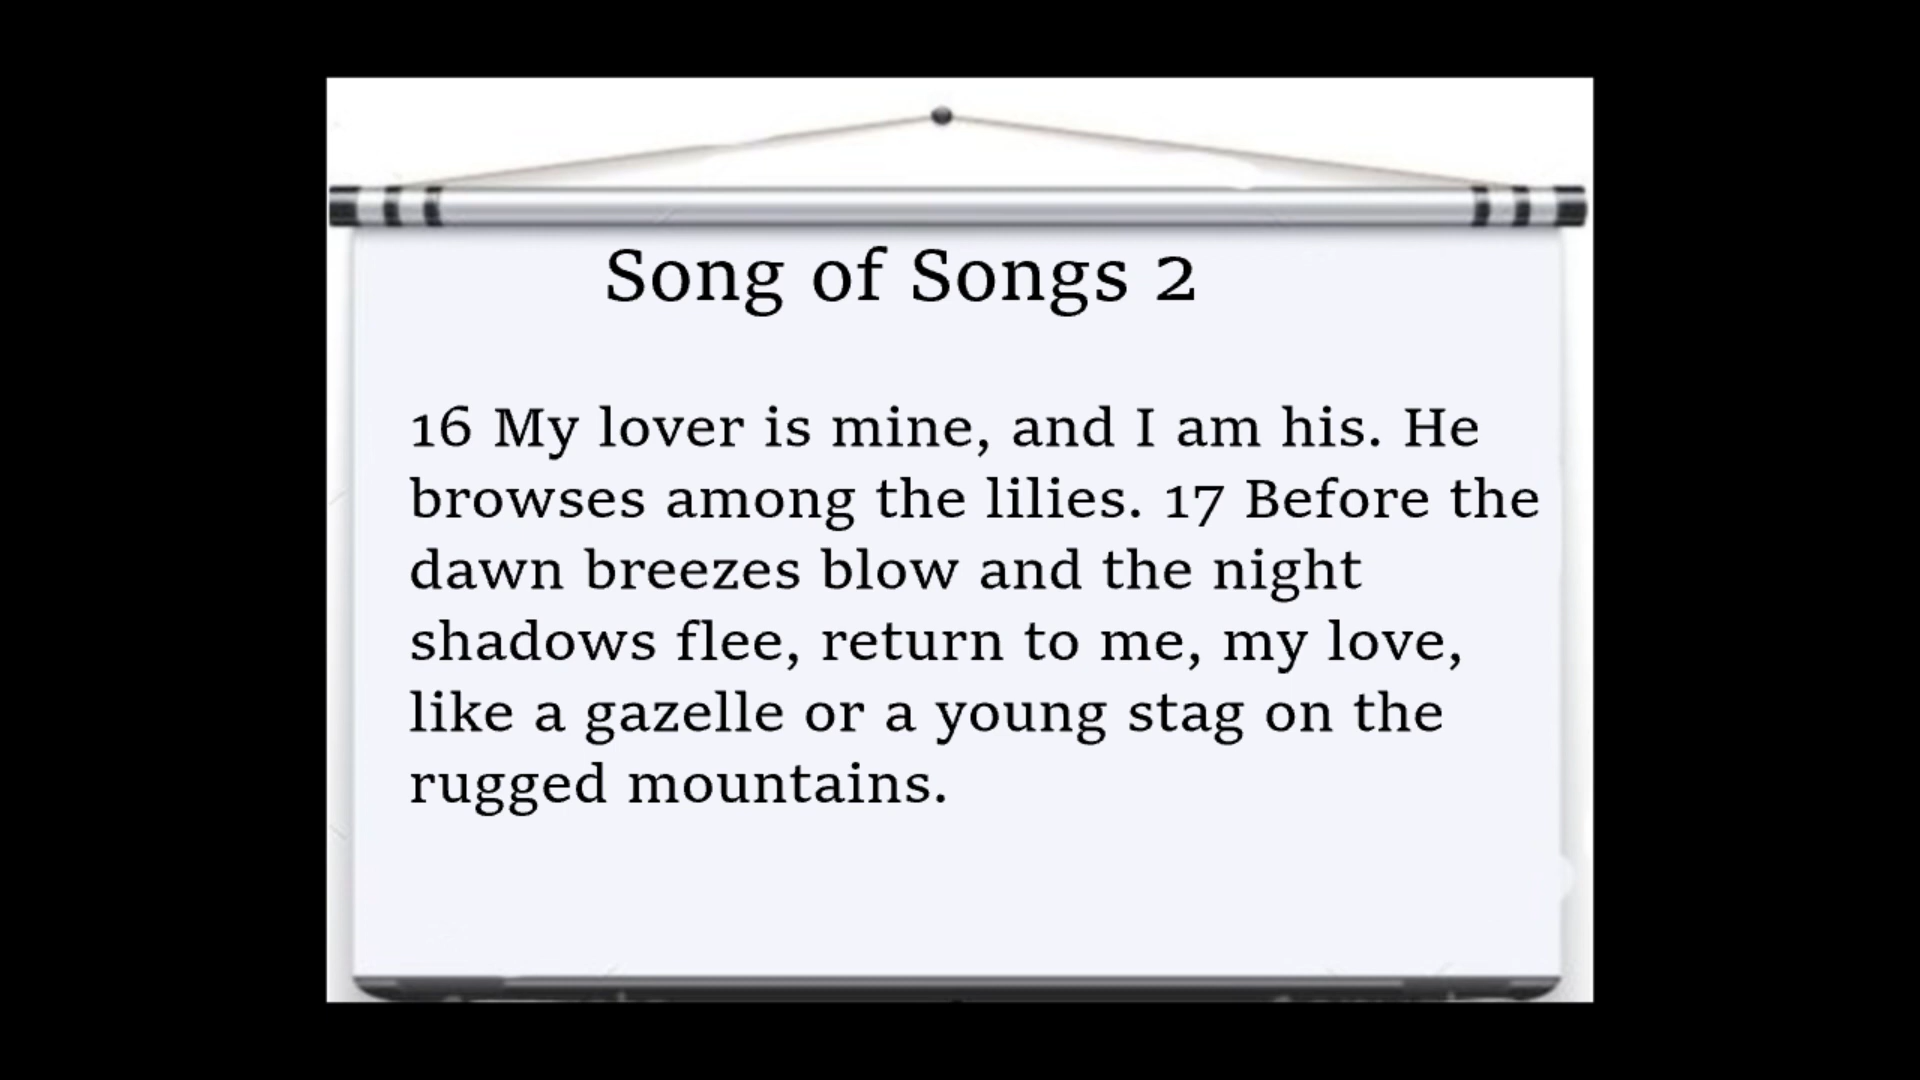 Song of Songs 2
16 My lover is mine, and I am his. He
browses among the lilies. 17 Before the
dawn breezes blow and the night
shadows flee, return to me, my love,
like a gazelle or a young stag on the
rugged mountains.